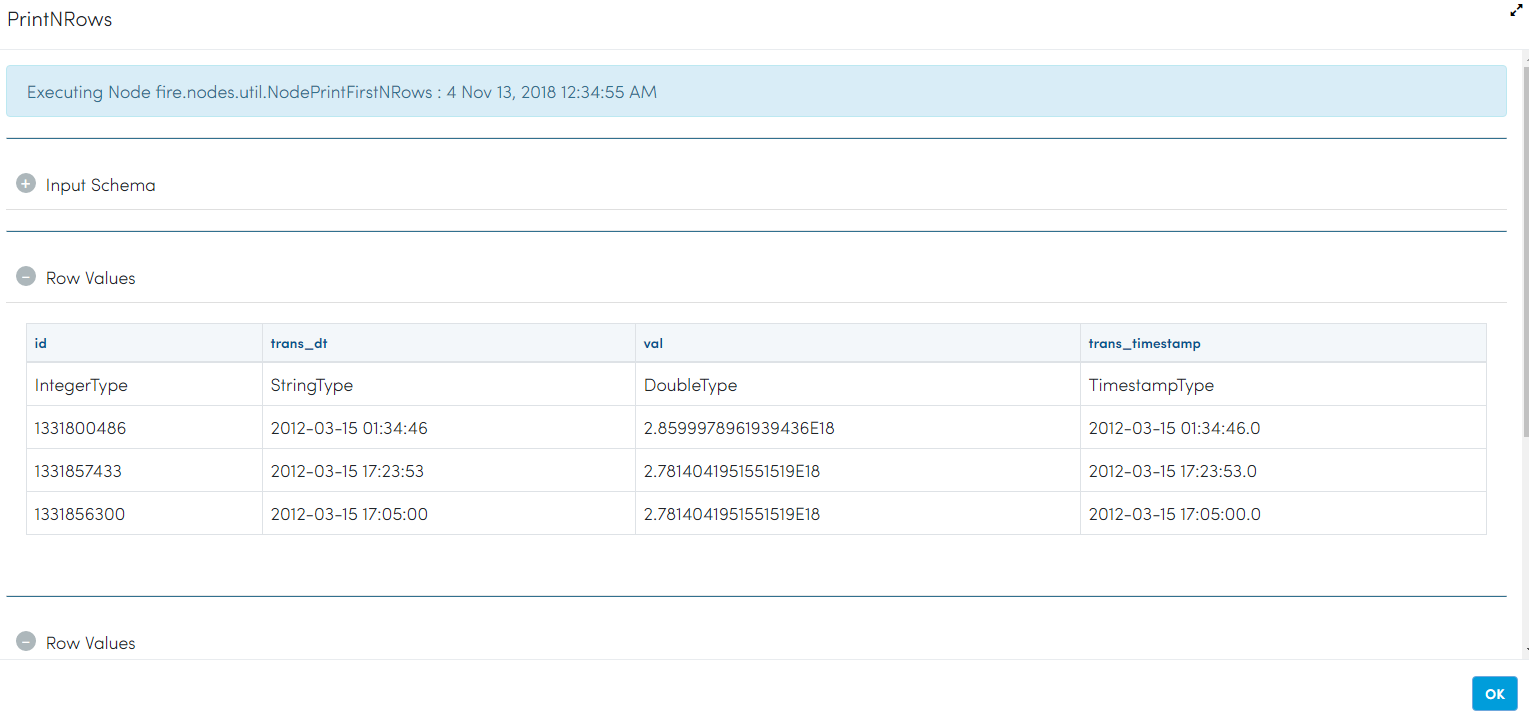 PrintNRows
Executing Node fire.nodes.util.NodePrintFirstNRows : 4 Nov 13, 2018 12:34:55 AM
Input Schema
Row Values
id trans_dt val trans_timestamp
IntegerType StringType DoubleType TimestampType
1331800486 2012-03-15 01:34:46 2.8599978961939436E18 2012-03-15 01:34:46.0
1331857433 2012-03-15 17:23:53 2.7814041951551519E18 2012-03-15 17:23:53.0
1331856300 2012-03-15 17:05:00 2.7814041951551519E18 2012-03-15 17:05:00.0
Row Values
OK